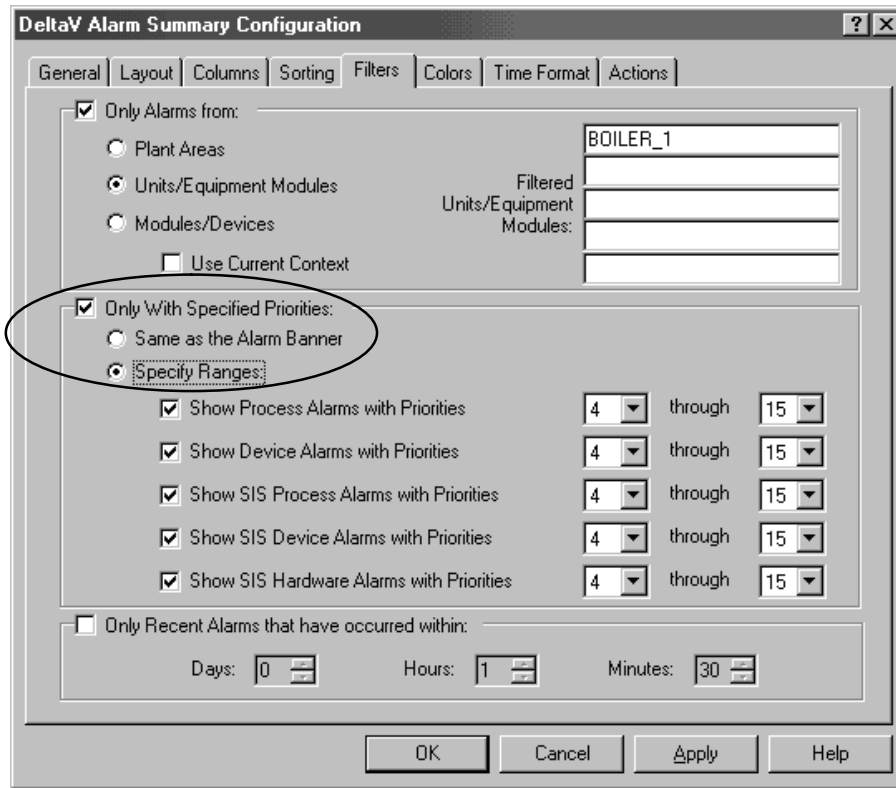 DeltaV Alarm Summary Configuration
General Layout Columns Sorting Filters Colors Time Format Actions
Only Alarms from:
Plant Areas
Units/Equipment Modules
Modules/Devices
Use Current Context
Filtered
Units/Equipment
Modules:
BOILER_1
Only With Specified Priorities:
Same as the Alarm Banner
Specify Ranges:
Show Process Alarms with Priorities 4 through 15
Show Device Alarms with Priorities 4 through 15
Show SIS Process Alarms with Priorities 4 through 15
Show SIS Device Alarms with Priorities 4 through 15
Show SIS Hardware Alarms with Priorities 4 through 15
Only Recent Alarms that have occurred within:
Days: 0 Hours: 1 Minutes: 30
OK Cancel Apply Help